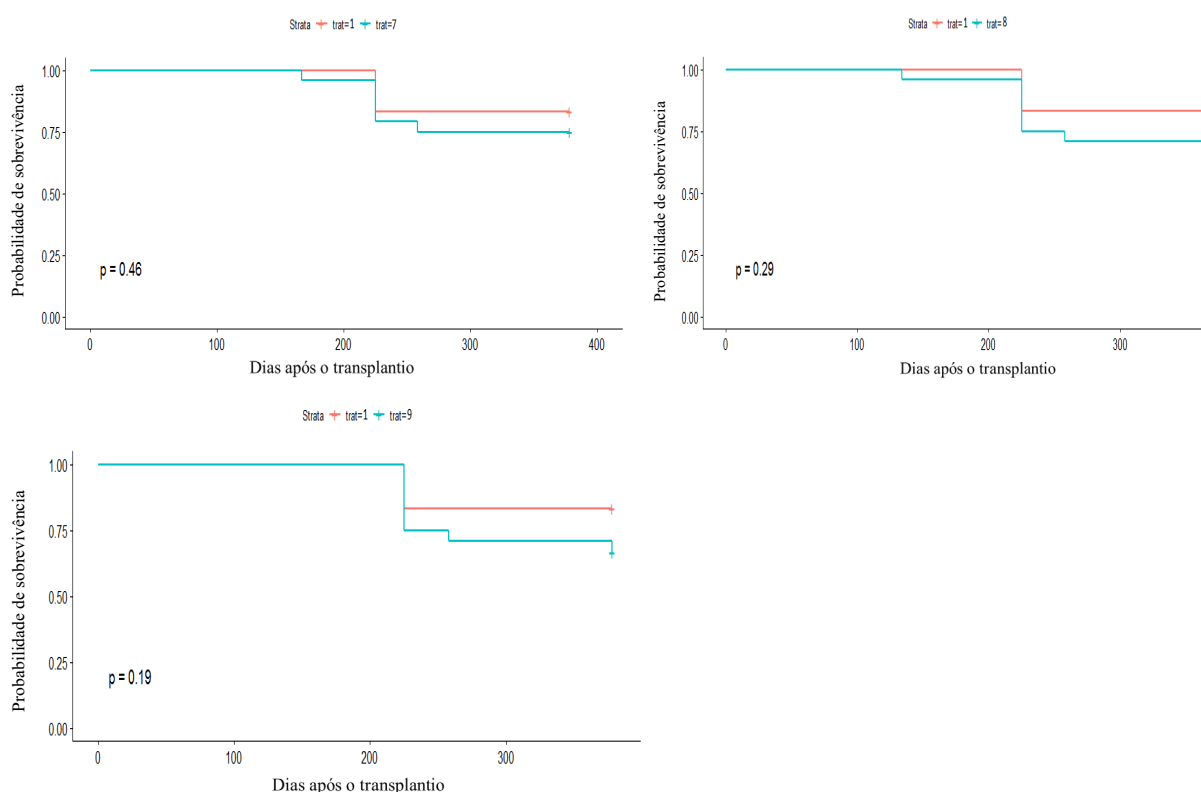 Strata trat=1 trat=7
Probabilidade de sobrevivência
1.00
0.75
0.50
0.25
0.00
p = 0.46
0 100 200 300 400
Dias após o transplantio
Strata trat=1 trat=8
Probabilidade de sobrevivência
1.00
0.75
0.50
0.25
0.00
p = 0.29
0 100 200 300
Dias após o transplantio
Strata trat=1 trat=9
Probabilidade de sobrevivência
1.00
0.75
0.50
0.25
0.00
p = 0.19
0 100 200 300
Dias após o transplantio